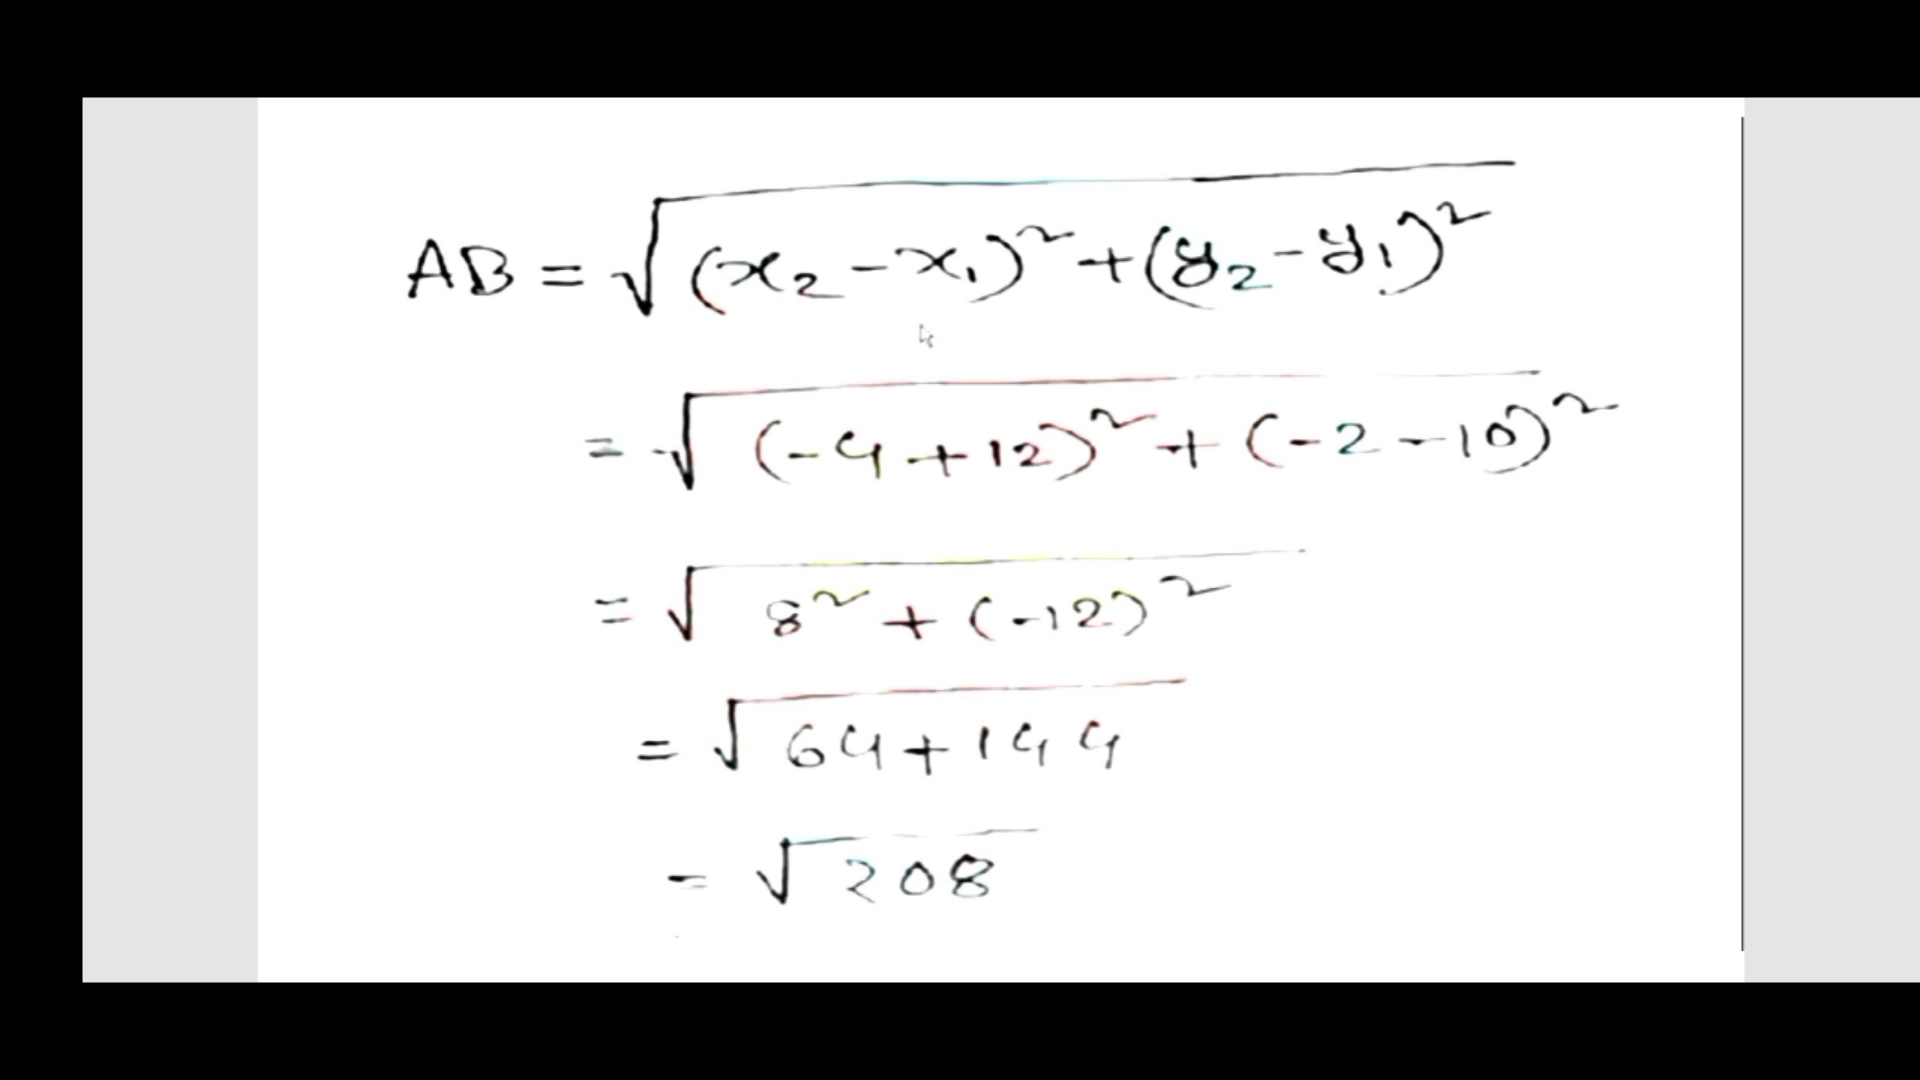 AB = √(x₂-x₁)² + (y₂-y₁)²
= √(-4+12)² + (-2-10)²
= √8² + (-12)²
= √64+144
= √208